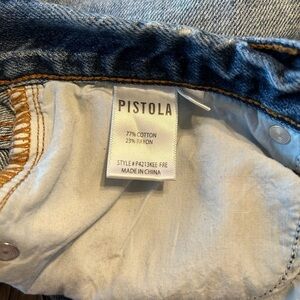 PISTOLA
77% COTTON
23% RAYON
STYLE # P4213KEE-FRE
MADE IN CHINA